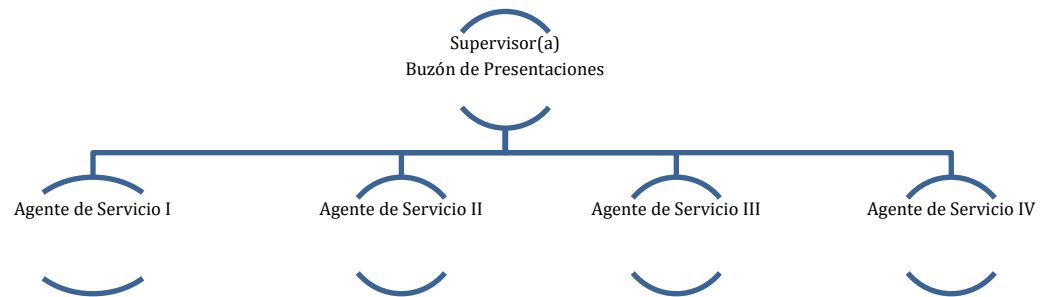 Supervisor(a)
Buzón de Presentaciones
Agente de Servicio I
Agente de Servicio II
Agente de Servicio III
Agente de Servicio IV